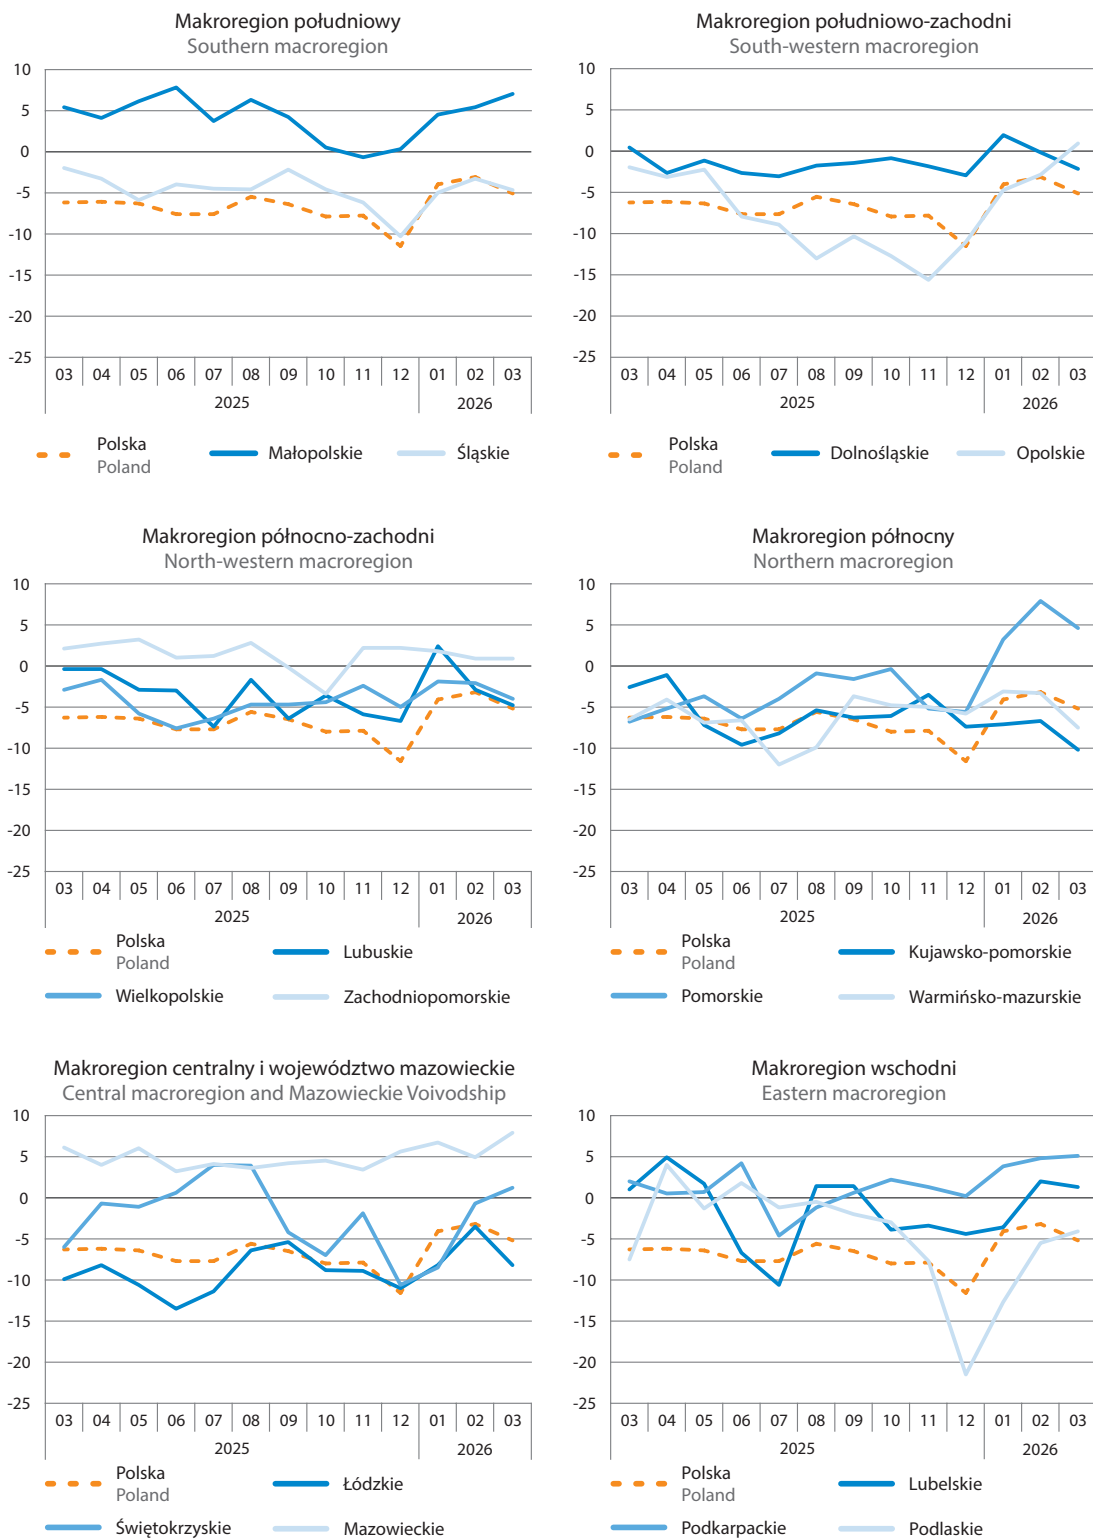 Makroregion południowy
Southern macroregion
10
5
0
-5
-10
-15
-20
-25
03 04 05 06 07 08 09 10 11 12 01 02 03
2025 2026
Polska
Poland
Małopolskie
Śląskie
Makroregion południowo-zachodni
South-western macroregion
10
5
0
-5
-10
-15
-20
-25
03 04 05 06 07 08 09 10 11 12 01 02 03
2025 2026
Polska
Poland
Dolnośląskie
Opolskie
Makroregion północno-zachodni
North-western macroregion
10
5
0
-5
-10
-15
-20
-25
03 04 05 06 07 08 09 10 11 12 01 02 03
2025 2026
Polska
Poland
Lubuskie
Wielkopolskie
Zachodniopomorskie
Makroregion północny
Northern macroregion
10
5
0
-5
-10
-15
-20
-25
03 04 05 06 07 08 09 10 11 12 01 02 03
2025 2026
Polska
Poland
Kujawsko-pomorskie
Pomorskie
Warmińsko-mazurskie
Makroregion centralny i województwo mazowieckie
Central macroregion and Mazowieckie Voivodship
10
5
0
-5
-10
-15
-20
-25
03 04 05 06 07 08 09 10 11 12 01 02 03
2025 2026
Polska
Poland
Łódzkie
Świętokrzyskie
Mazowieckie
Makroregion wschodni
Eastern macroregion
10
5
0
-5
-10
-15
-20
-25
03 04 05 06 07 08 09 10 11 12 01 02 03
2025 2026
Polska
Poland
Lubelskie
Podkarpackie
Podlaskie